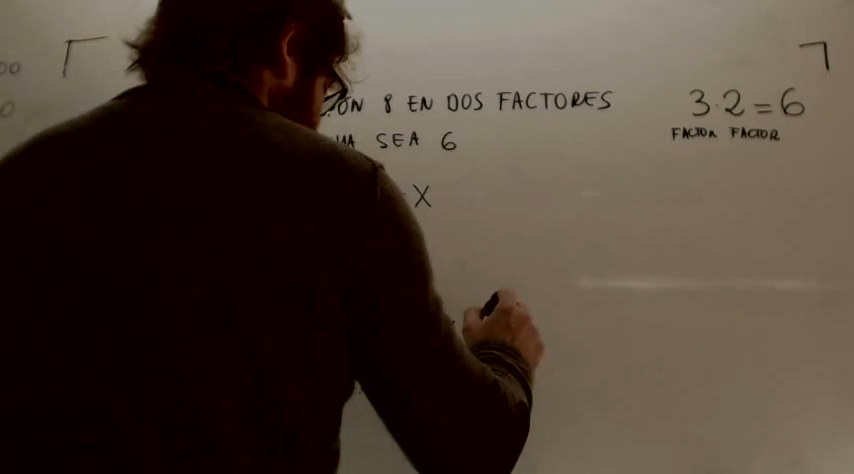 8 EN DOS FACTORES
SEA 6
X
3·2=6
FACTOR FACTOR